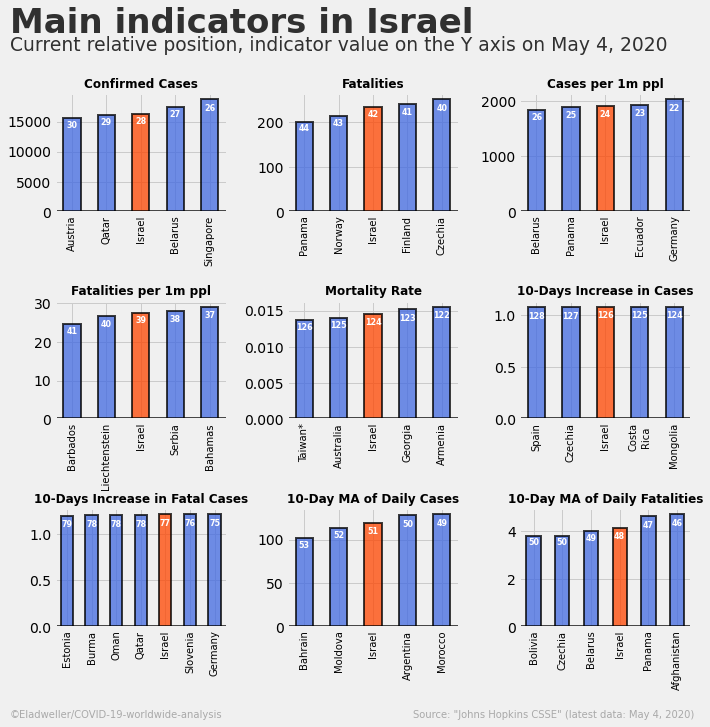 Main indicators in Israel
Current relative position, indicator value on the Y axis on May 4, 2020
Confirmed Cases
15000
10000
5000
0
30
29
28
27
26
Austria
Qatar
Israel
Belarus
Singapore
Fatalities
200
100
0
44
43
42
41
40
Panama
Norway
Israel
Finland
Czechia
Cases per 1m ppl
2000
1000
0
26
25
24
23
22
Belarus
Panama
Israel
Ecuador
Germany
Fatalities per 1m ppl
30
20
10
0
41
40
39
38
37
Barbados
Liechtenstein
Israel
Serbia
Bahamas
Mortality Rate
0.015
0.010
0.005
0.000
126
125
124
123
122
Taiwan*
Australia
Israel
Georgia
Armenia
10-Days Increase in Cases
1.0
0.5
0.0
128
127
126
125
124
Spain
Czechia
Israel
Costa
Rica
Mongolia
10-Days Increase in Fatal Cases
1.0
0.5
0.0
79
78
78
78
77
76
75
Estonia
Burma
Oman
Qatar
Israel
Slovenia
Germany
10-Day MA of Daily Cases
100
50
0
53
52
51
50
49
Bahrain
Moldova
Israel
Argentina
Morocco
10-Day MA of Daily Fatalities
4
2
0
50
50
49
48
47
46
Bolivia
Czechia
Belarus
Israel
Panama
Afghanistan
©Eladweller/COVID-19-worldwide-analysis
Source: "Johns Hopkins CSSE" (latest data: May 4, 2020)